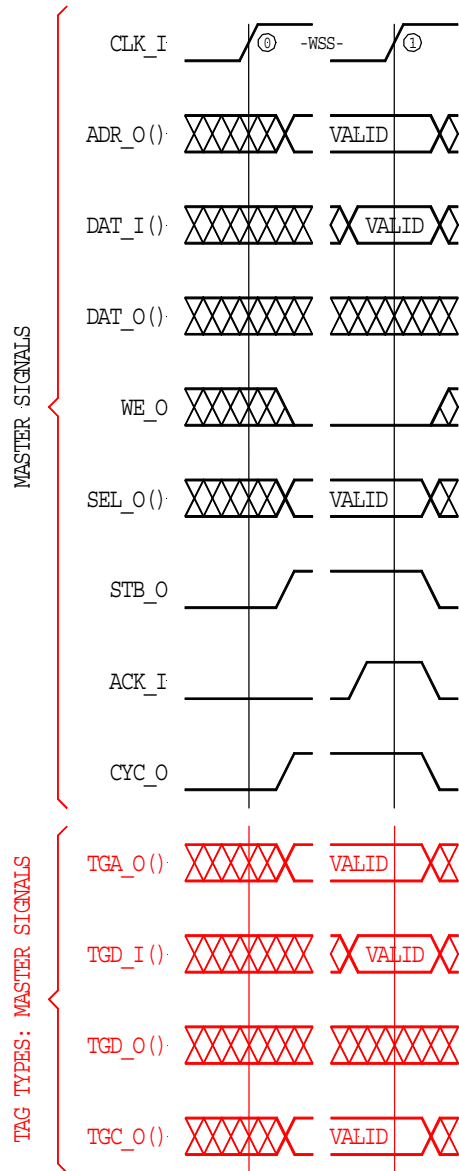 CLK_I
0
-WSS-
1
ADR_O()
VALID
DAT_I()
VALID
DAT_O()
MASTER SIGNALS
WE_O
SEL_O()
VALID
STB_O
ACK_I
CYC_O
TGA_O()
VALID
TGD_I()
VALID
TAG TYPES: MASTER SIGNALS
TGD_O()
TGC_O()
VALID